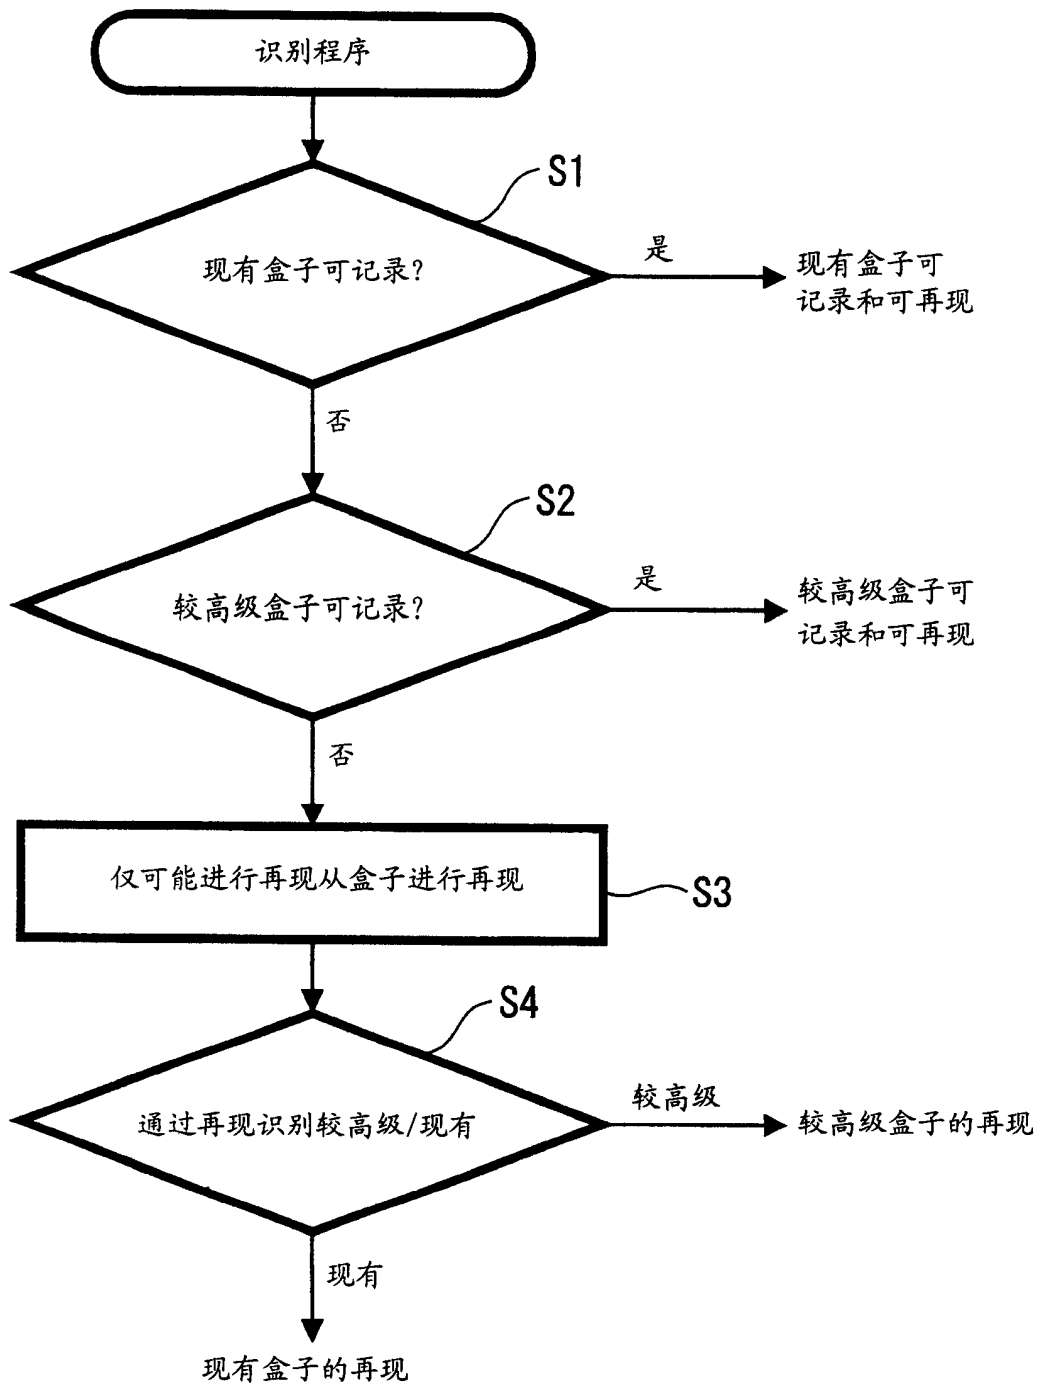 识别程序
S1
现有盒子可记录?
是
现有盒子可
记录和可再现
否
S2
较高级盒子可记录?
是
较高级盒子可
记录和可再现
否
仅可能进行再现从盒子进行再现
S3
S4
通过再现识别较高级/现有
较高级
较高级盒子的再现
现有
现有盒子的再现